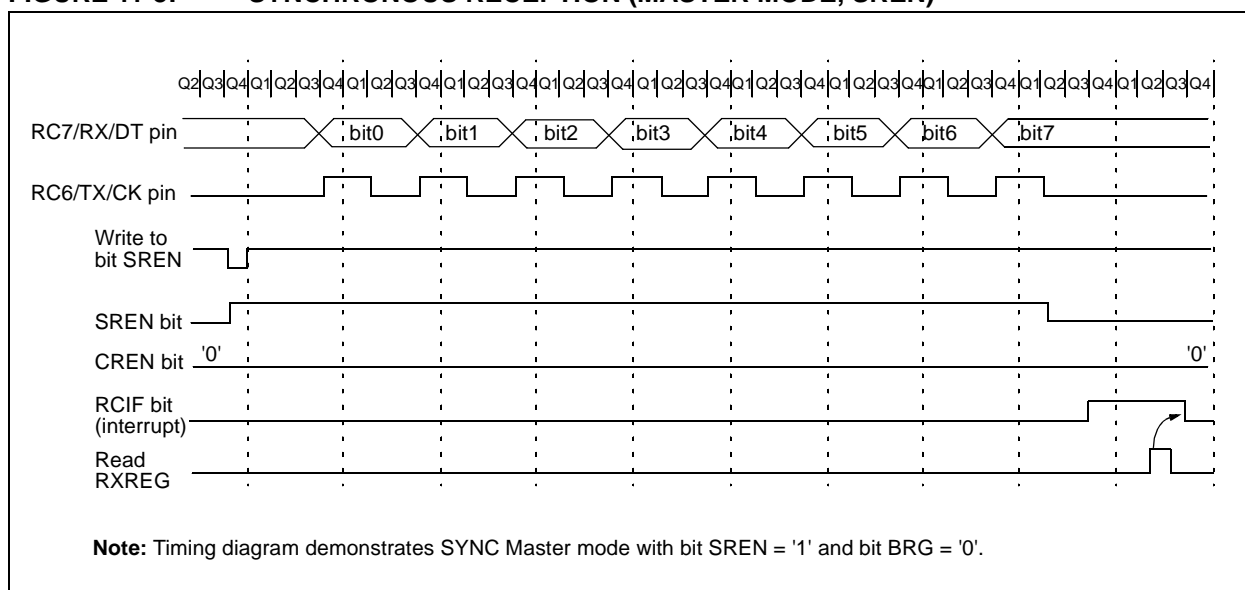 FIGURE SYNCHRONOUS RECEPTION (MASTER MODE, SREN)
Q2 Q3 Q4 Q1 Q2 Q3 Q4 Q1 Q2 Q3 Q4 Q1 Q2 Q3 Q4 Q1 Q2 Q3 Q4 Q1 Q2 Q3 Q4 Q1 Q2 Q3 Q4 Q1 Q2 Q3 Q4 Q1 Q2 Q3 Q4 Q1 Q2 Q3 Q4 Q1 Q2 Q3 Q4
RC7/RX/DT pin bit0 bit1 bit2 bit3 bit4 bit5 bit6 bit7
RC6/TX/CK pin
Write to
bit SREN
SREN bit
CREN bit '0' '0'
RCIF bit
(interrupt)
Read
RXREG
Note: Timing diagram demonstrates SYNC Master mode with bit SREN = '1' and bit BRG = '0'.